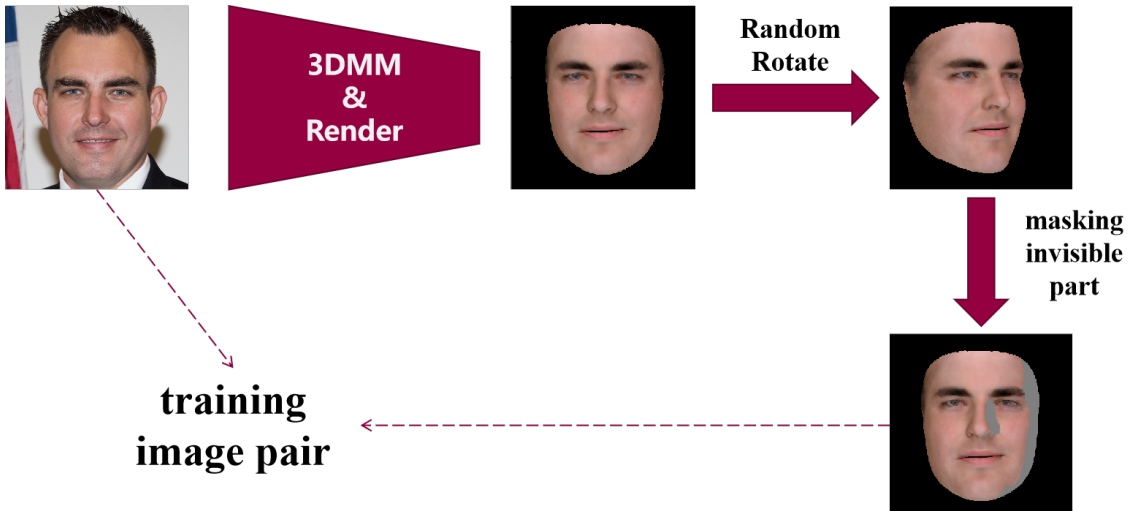 3DMM
&
Render
Random
Rotate
masking
invisible
part
training
image pair